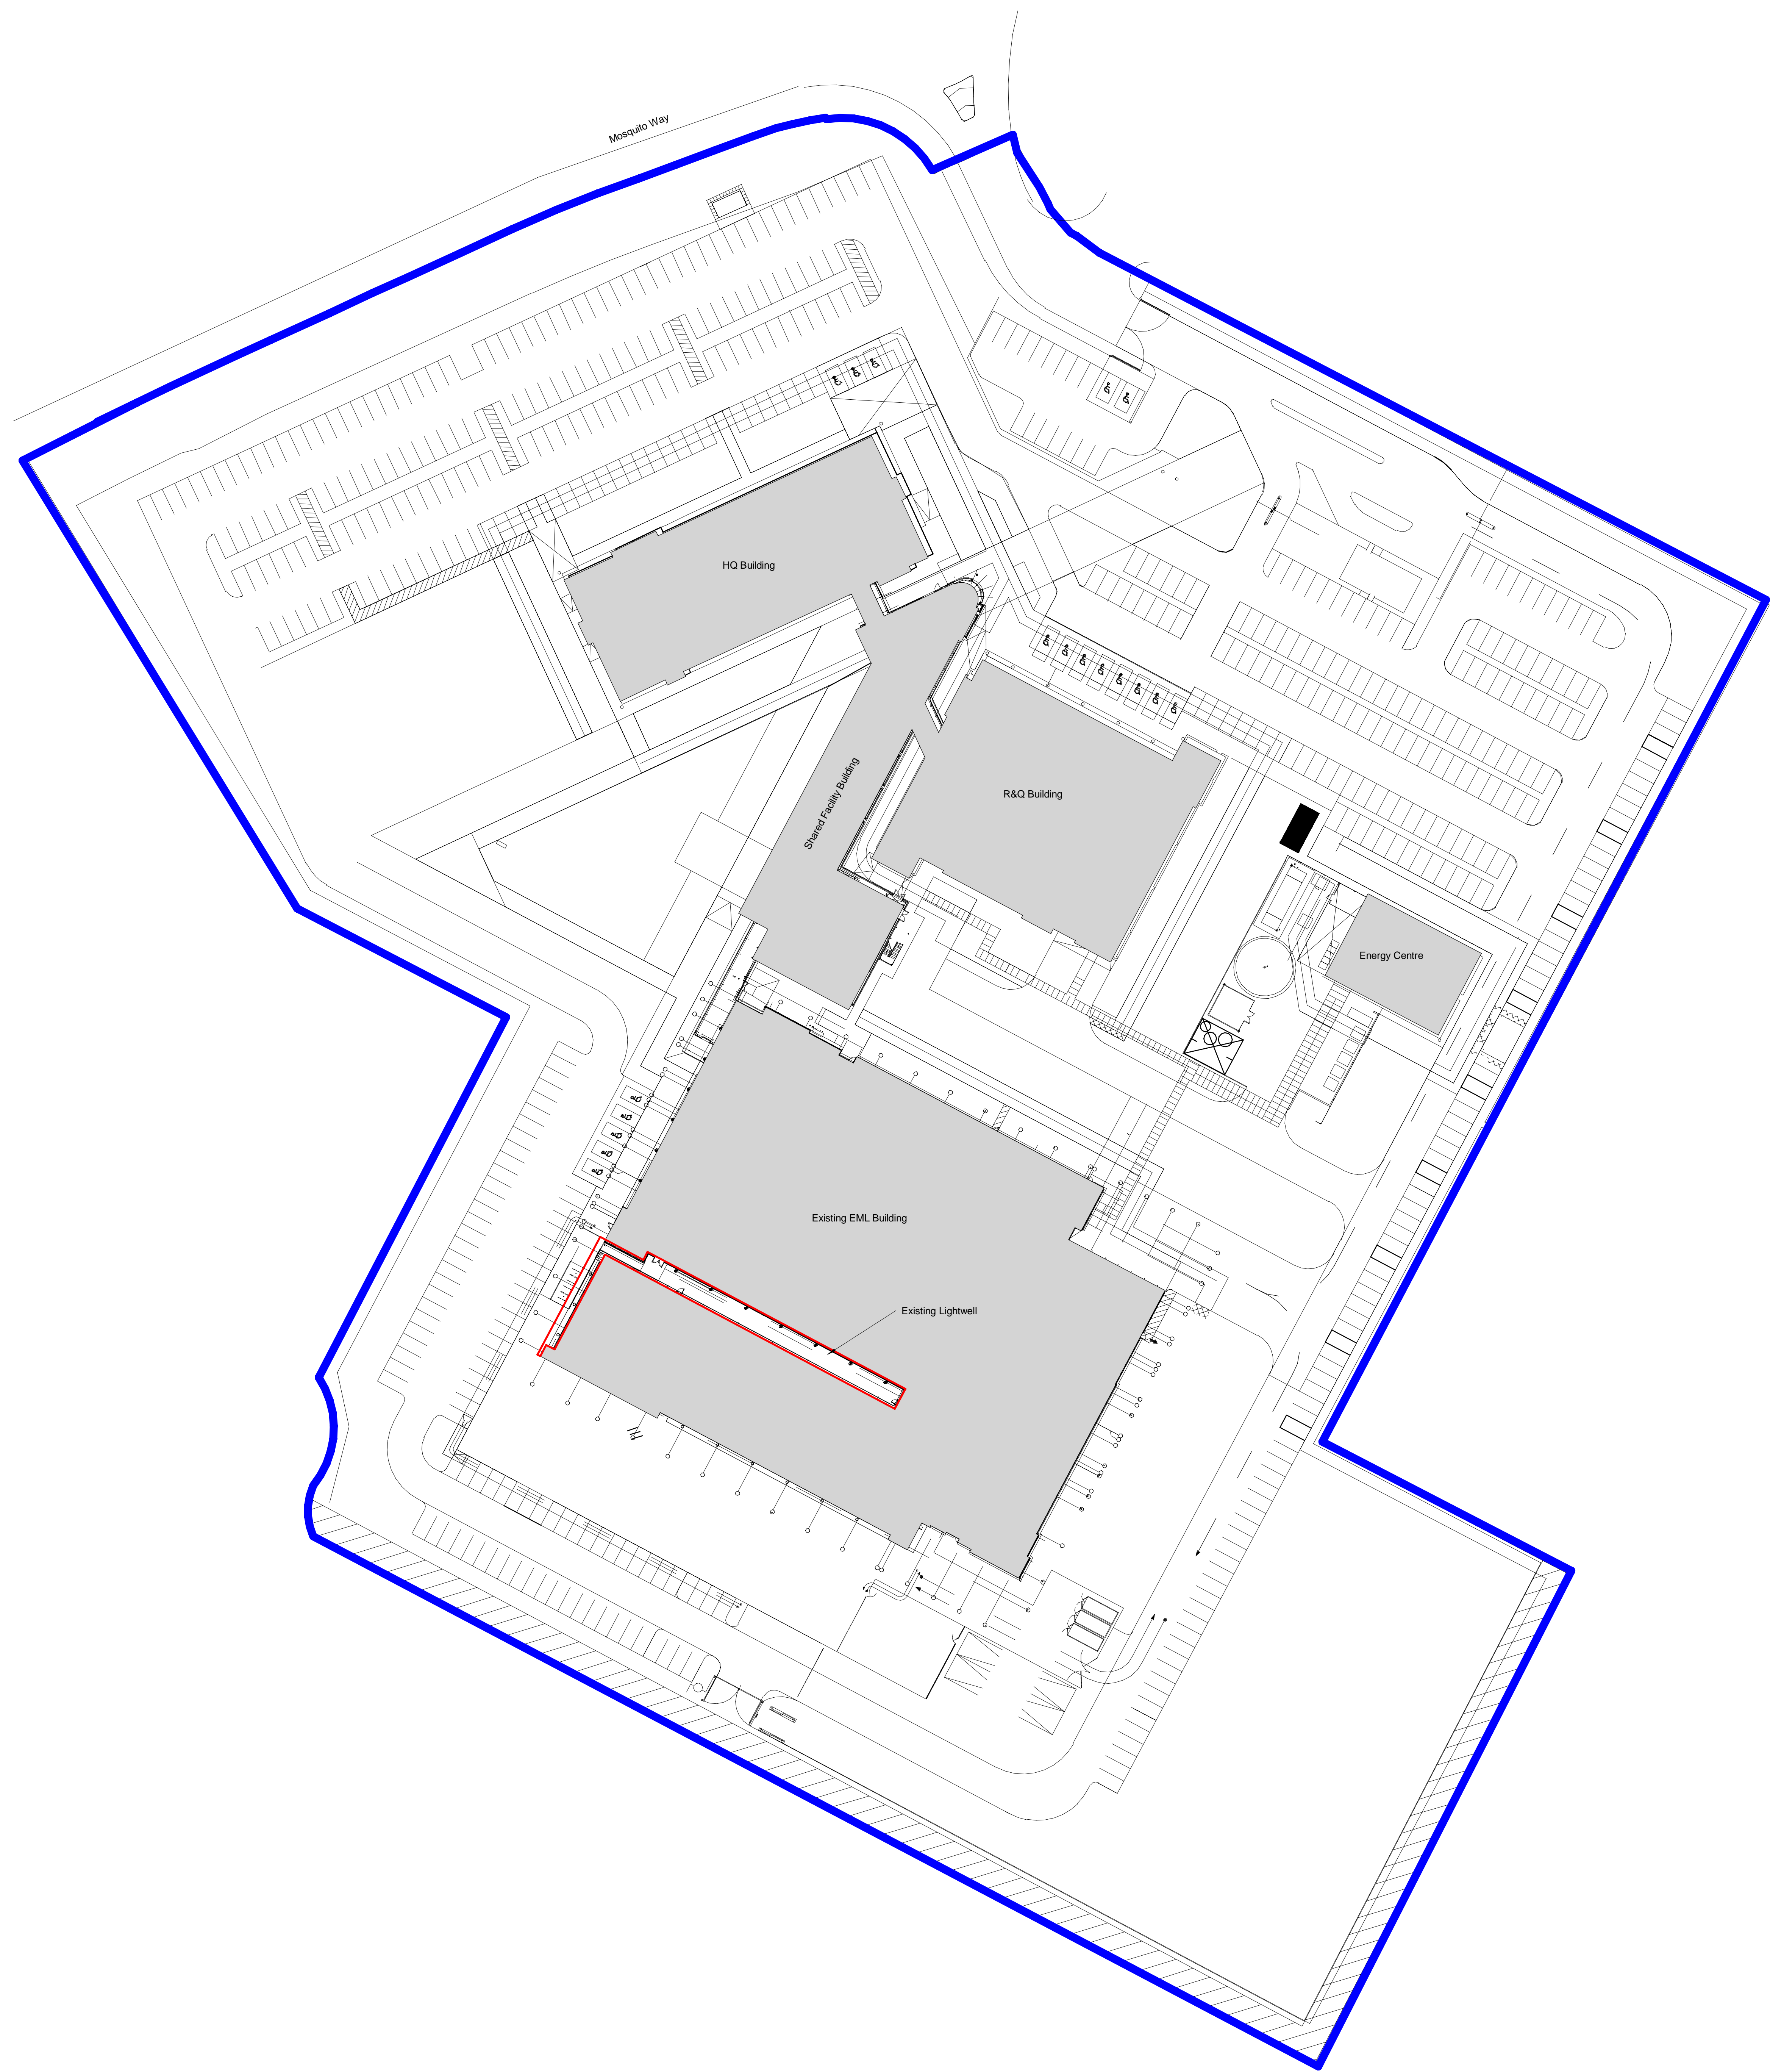 Mosquito Way
HQ Building
Shared Facility Building
R&Q Building
Energy Centre
Existing EML Building
Existing Lightwell